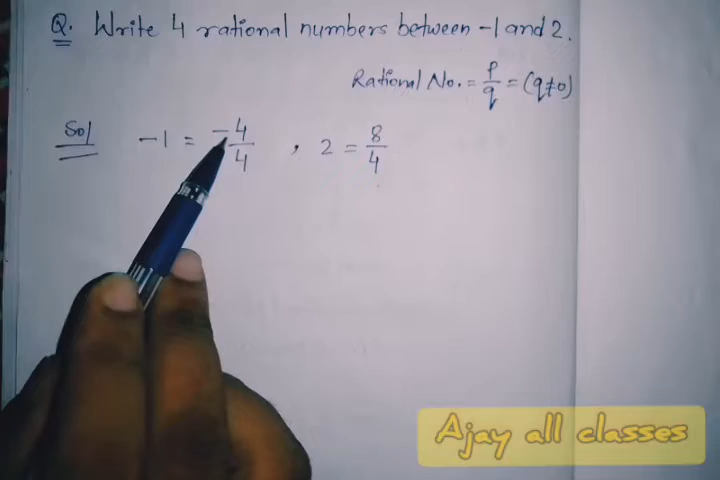 Q. Write 4 rational numbers between -1 and 2.
Rational No. = p/q = (q≠0)
Sol -1 = -4/4 , 2 = 8/4
Ajay all classes